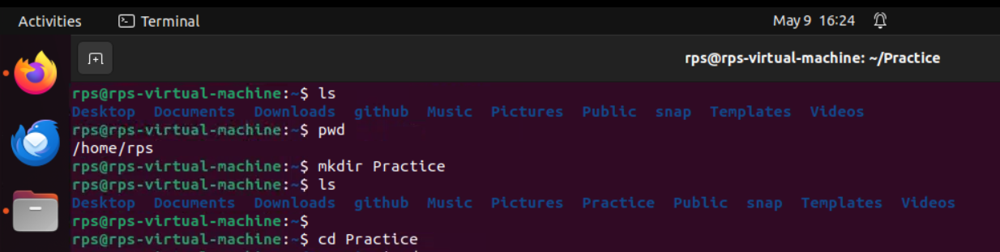 Activities Terminal May 9 16:24
rps@rps-virtual-machine: ~/Practice
rps@rps-virtual-machine:~$ ls
Desktop Documents Downloads github Music Pictures Public snap Templates Videos
rps@rps-virtual-machine:~$ pwd
/home/rps
rps@rps-virtual-machine:~$ mkdir Practice
rps@rps-virtual-machine:~$ ls
Desktop Documents Downloads github Music Pictures Practice Public snap Templates Videos
rps@rps-virtual-machine:~$
rps@rps-virtual-machine:~$ cd Practice